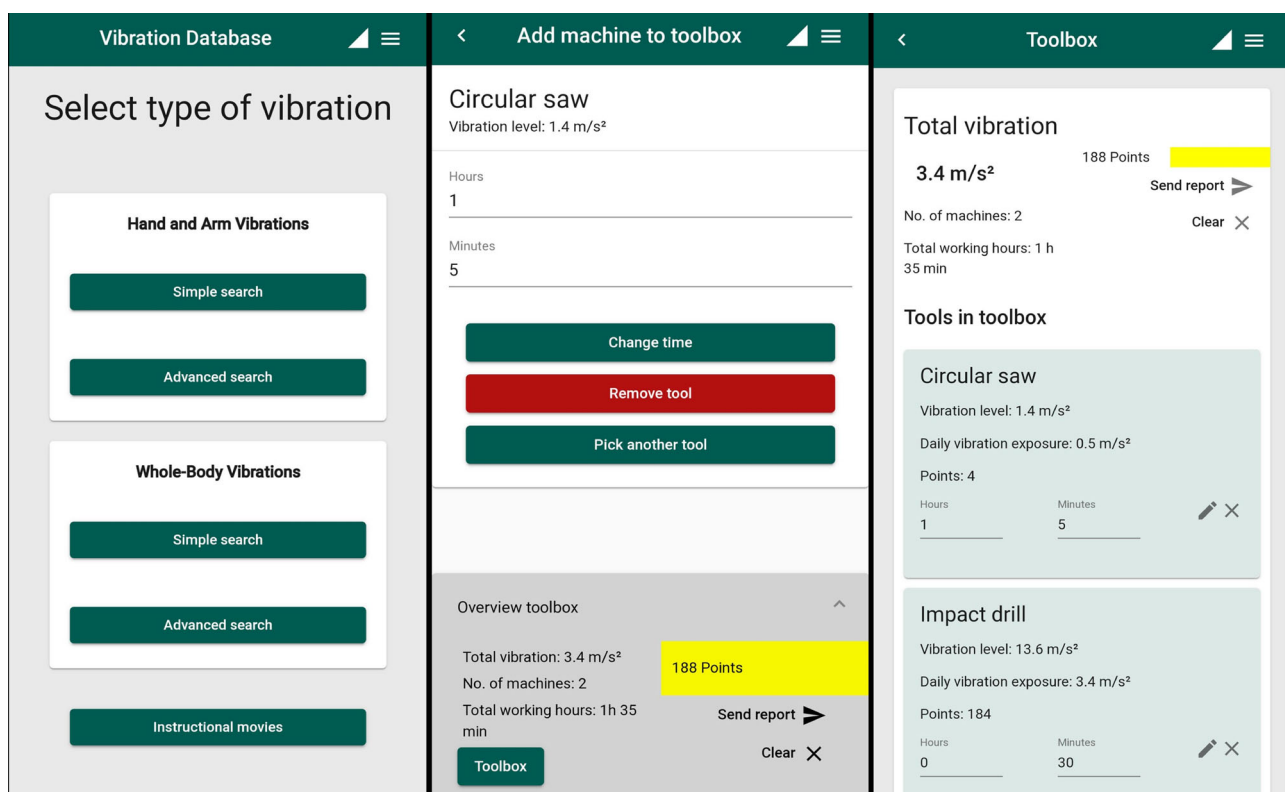 Vibration Database
Select type of vibration
Hand and Arm Vibrations
Simple search
Advanced search
Whole-Body Vibrations
Simple search
Advanced search
Instructional movies
Add machine to toolbox
Circular saw
Vibration level: 1.4 m/s²
Hours
1
Minutes
5
Change time
Remove tool
Pick another tool
Overview toolbox
Total vibration: 3.4 m/s²
188 Points
No. of machines: 2
Total working hours: 1h 35
min
Send report
Clear
Toolbox
Toolbox
Total vibration
188 Points
3.4 m/s²
Send report
No. of machines: 2
Clear
Total working hours: 1 h
35 min
Tools in toolbox
Circular saw
Vibration level: 1.4 m/s²
Daily vibration exposure: 0.5 m/s²
Points: 4
Hours Minutes
1 5
Impact drill
Vibration level: 13.6 m/s²
Daily vibration exposure: 3.4 m/s²
Points: 184
Hours Minutes
0 30